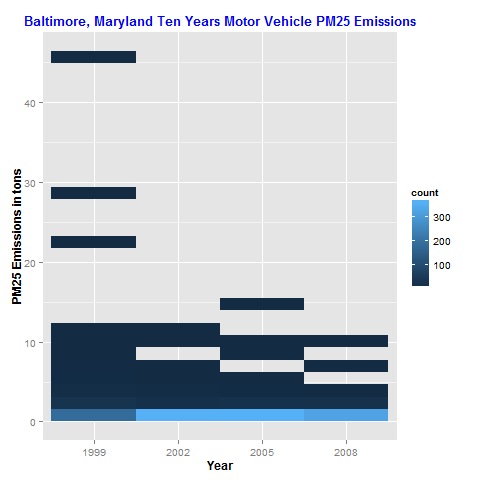 Baltimore, Maryland Ten Years Motor Vehicle PM25 Emissions
PM25 Emissions in tons
40
30
20
10
0
1999 2002 2005 2008
Year
count
300
200
100